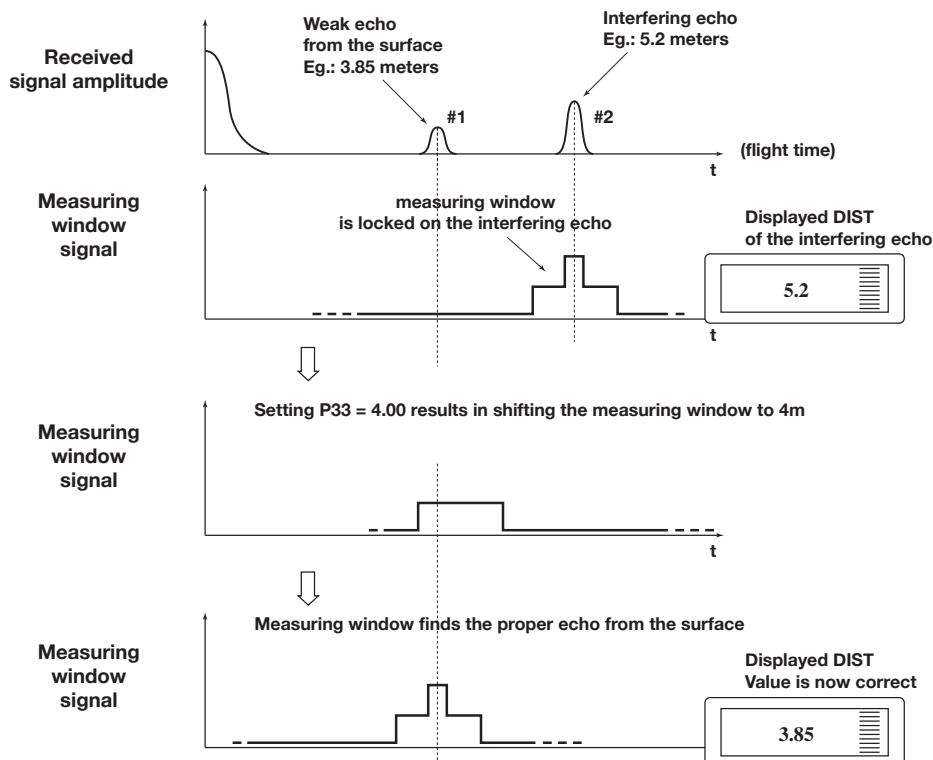 Received
signal amplitude
Weak echo
from the surface
Eg.: 3.85 meters
Interfering echo
Eg.: 5.2 meters
#1
#2
(flight time)
t
Measuring
window
signal
measuring window
is locked on the interfering echo
Displayed DIST
of the interfering echo
5.2
t
Setting P33 = 4.00 results in shifting the measuring window to 4m
Measuring
window
signal
t
Measuring window finds the proper echo from the surface
Measuring
window
signal
Displayed DIST
Value is now correct
3.85